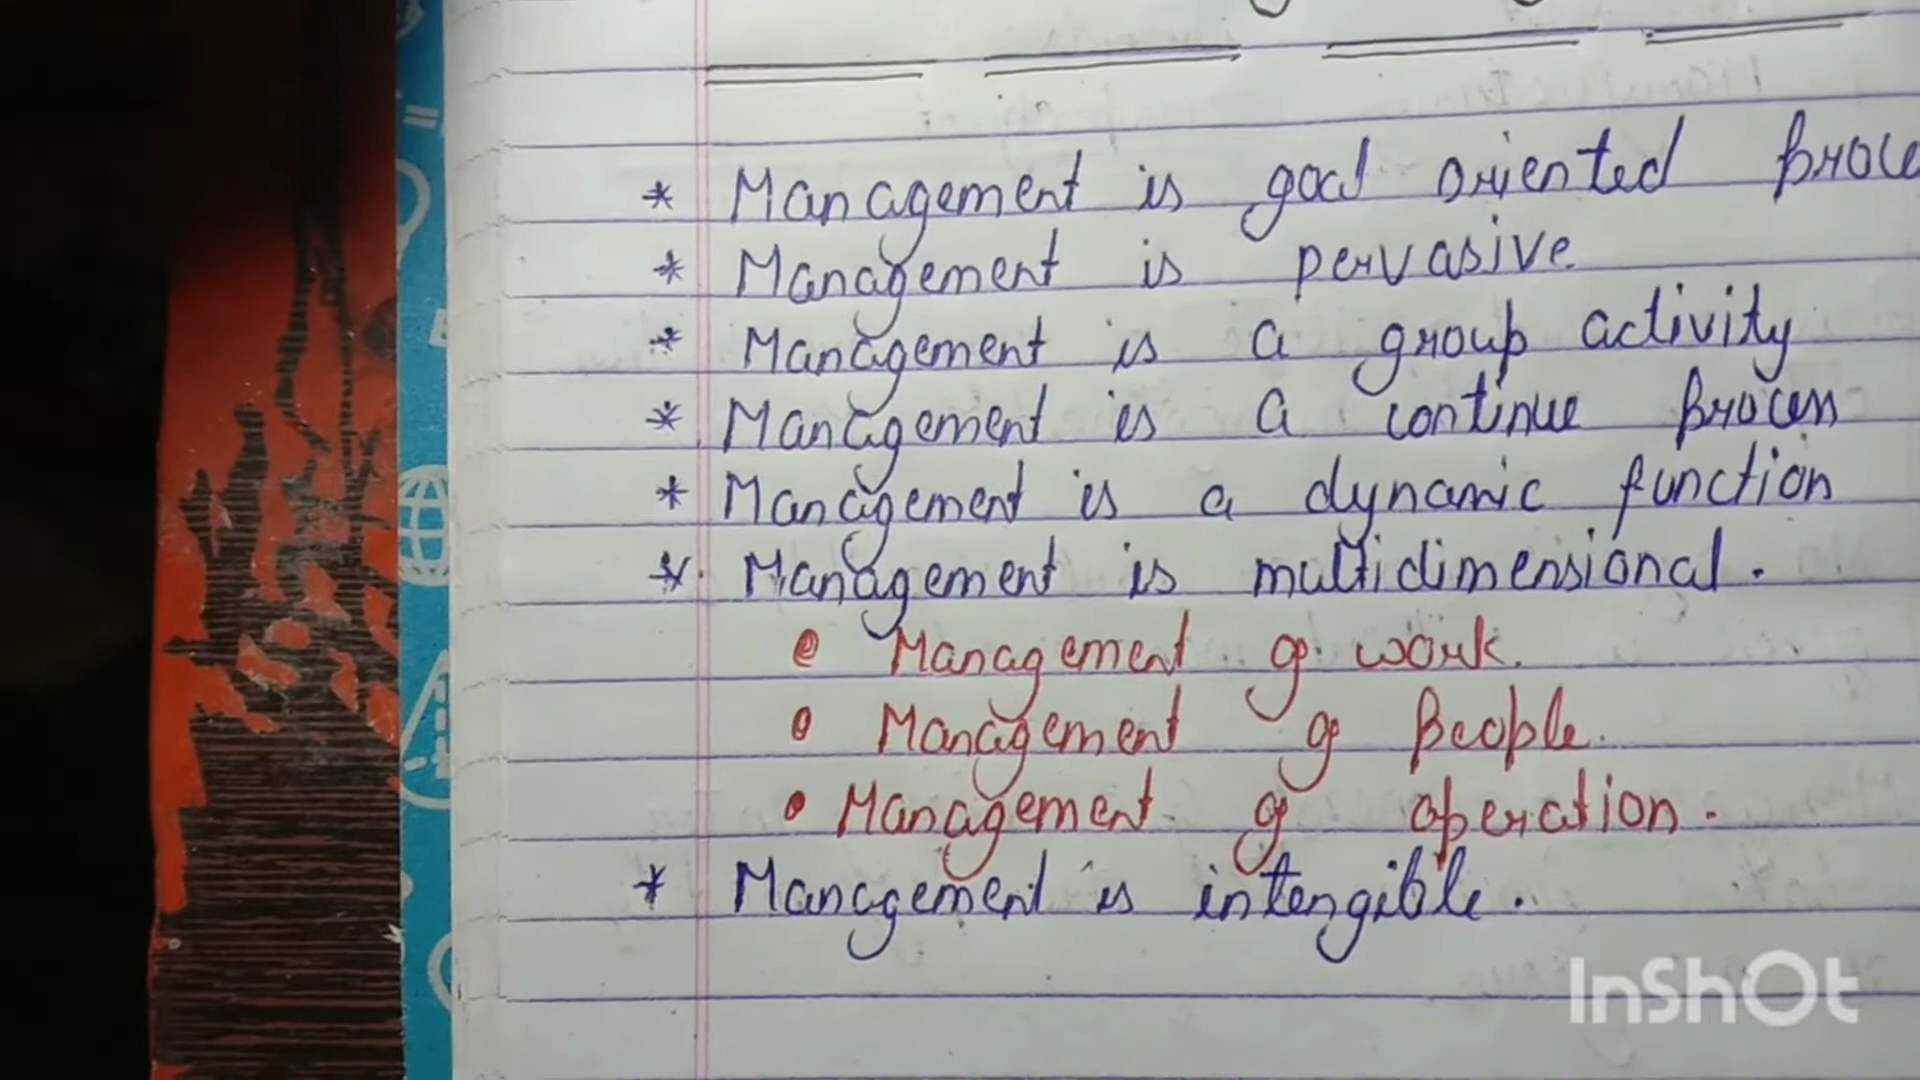 * Management is goal oriented
* Management is pervasive
* Management is a group activity
* Management is a continue process
* Management is a dynamic function
* Management is multidimensional.
• Management of work.
• Management of People.
• Management of operation.
* Management is intengible.
InShOt